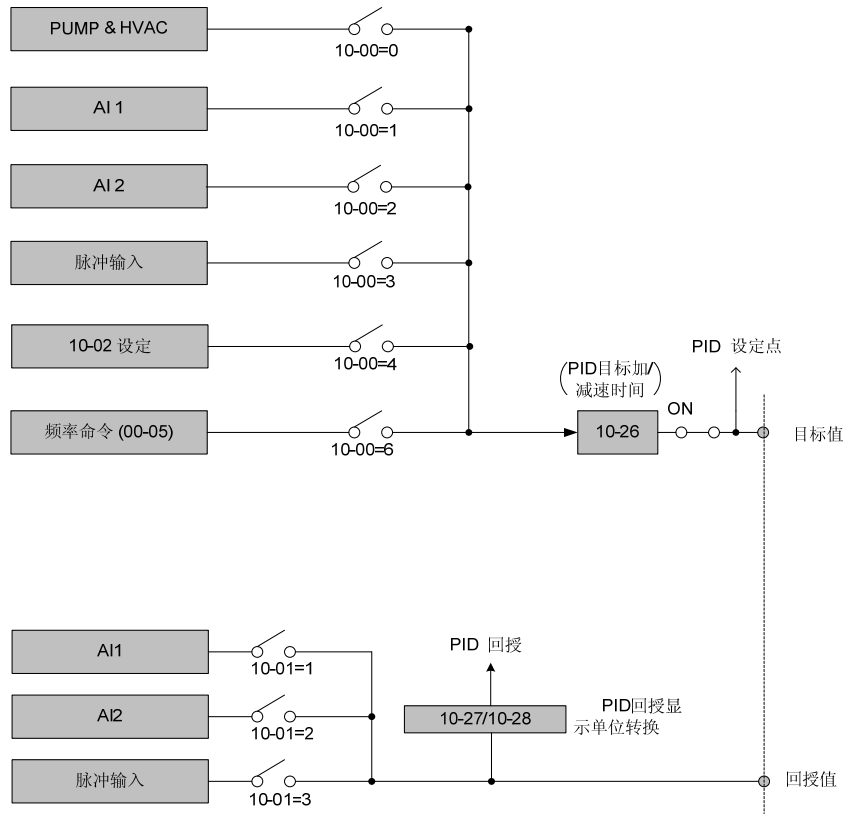 PUMP & HVAC
10-00=0
AI 1
10-00=1
AI 2
10-00=2
脉冲输入
10-00=3
10-02 设定
10-00=4
频率命令 (00-05)
10-00=6
(PID目标加/
减速时间)
10-26
ON
PID 设定点
目标值
AI1
10-01=1
AI2
10-01=2
脉冲输入
10-01=3
PID 回授
10-27/10-28
PID回授显
示单位转换
回授值